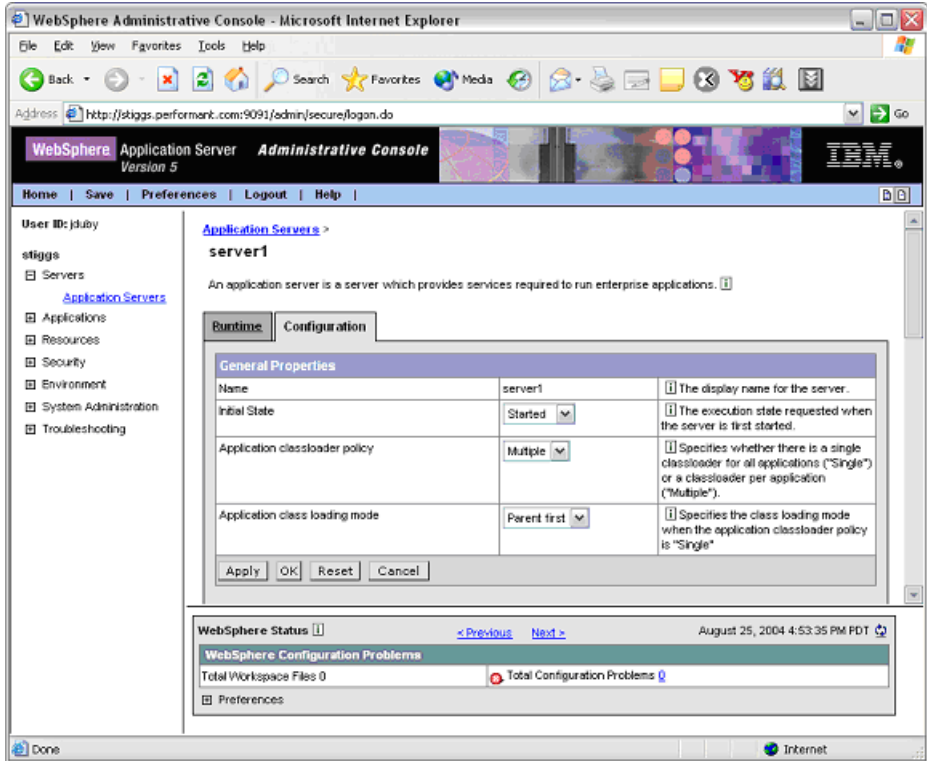 WebSphere Administrative Console - Microsoft Internet Explorer
File Edit View Favorites Tools Help
Back Search Favorites Media
Address http://stiggs.performant.com:9091/admin/secure/logon.do Go
WebSphere Application Server Administrative Console
Version 5
IBM
Home | Save | Preferences | Logout | Help |
User ID: jduby
stiggs
Servers
Application Servers
Applications
Resources
Security
Environment
System Administration
Troubleshooting
Application Servers >
server1
An application server is a server which provides services required to run enterprise applications. i
Runtime Configuration
General Properties
Name server1 i The display name for the server.
Initial State Started i The execution state requested when
the server is first started.
Application classloader policy Multiple i Specifies whether there is a single
classloader for all applications ("Single")
or a classloader per application
("Multiple").
Application class loading mode Parent first i Specifies the class loading mode
when the application classloader policy
is "Single"
Apply OK Reset Cancel
WebSphere Status i < Previous Next > August 25, 2004 4:53:35 PM PDT
WebSphere Configuration Problems
Total Workspace Files 0 Total Configuration Problems 0
Preferences
Done Internet